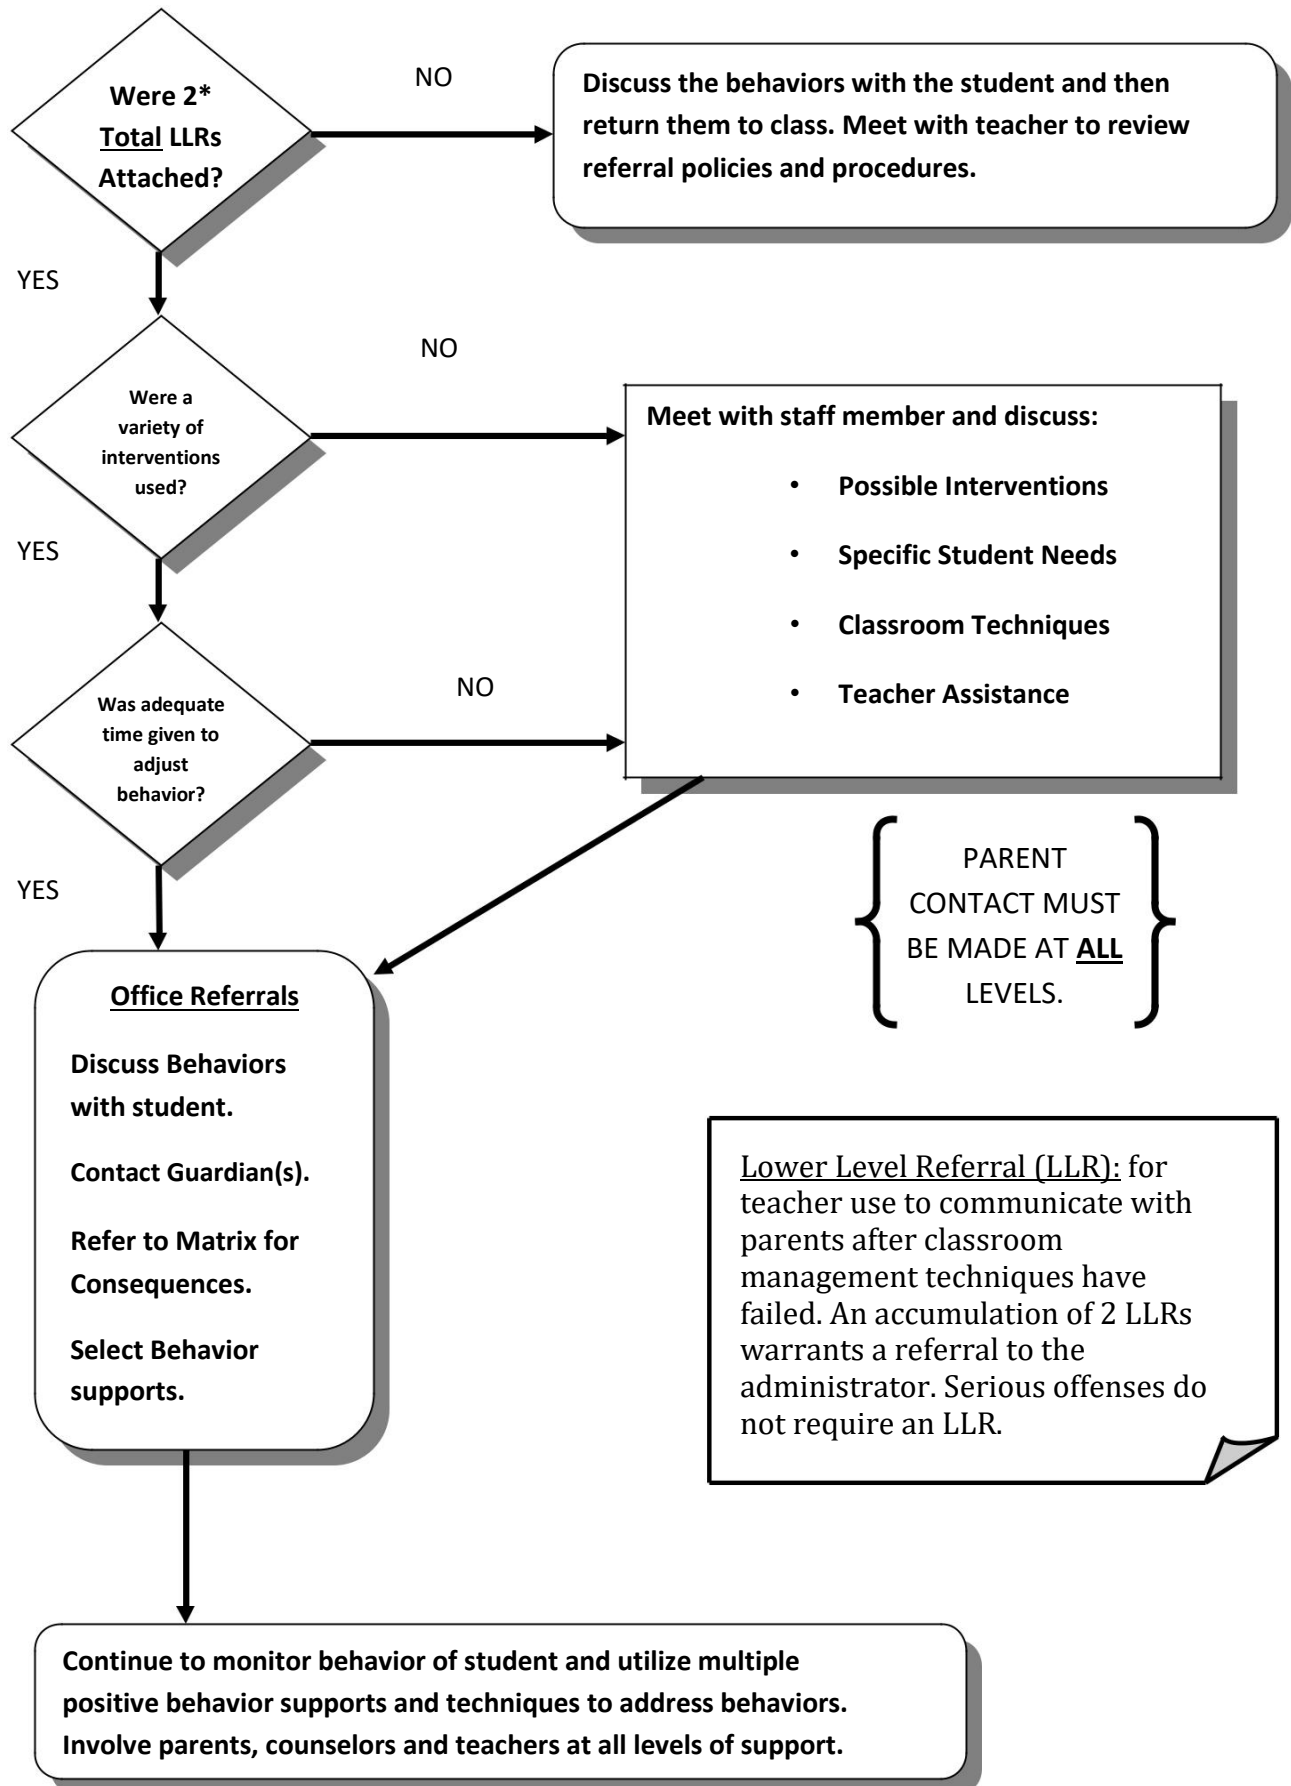 Were 2*
Total LLRs
Attached?
NO
Discuss the behaviors with the student and then
return them to class. Meet with teacher to review
referral policies and procedures.
YES
Were a
variety of
interventions
used?
NO
Meet with staff member and discuss:
• Possible Interventions
• Specific Student Needs
• Classroom Techniques
• Teacher Assistance
YES
Was adequate
time given to
adjust
behavior?
NO
YES
PARENT
CONTACT MUST
BE MADE AT ALL
LEVELS.
Office Referrals
Discuss Behaviors
with student.
Contact Guardian(s).
Refer to Matrix for
Consequences.
Select Behavior
supports.
Lower Level Referral (LLR): for
teacher use to communicate with
parents after classroom
management techniques have
failed. An accumulation of 2 LLRs
warrants a referral to the
administrator. Serious offenses do
not require an LLR.
Continue to monitor behavior of student and utilize multiple
positive behavior supports and techniques to address behaviors.
Involve parents, counselors and teachers at all levels of support.